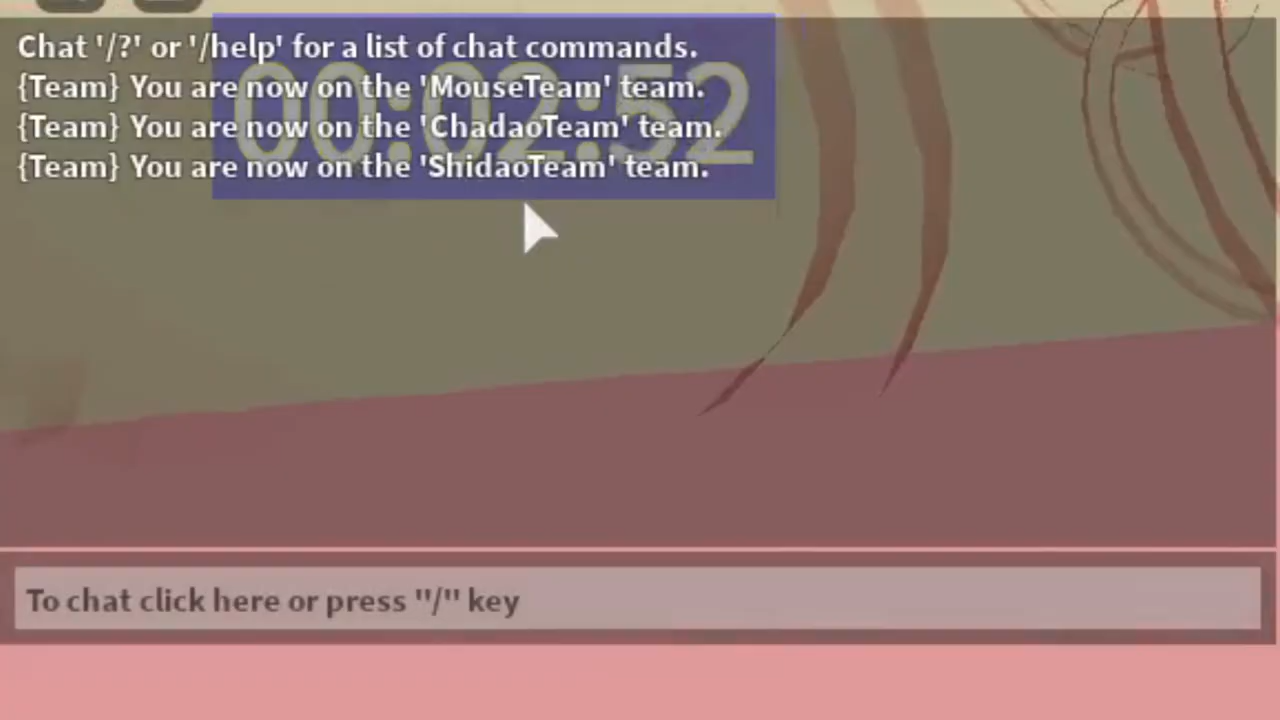 Chat '/?' or '/help' for a list of chat commands.
{Team} You are now on the 'MouseTeam' team.
{Team} You are now on the 'ChadaoTeam' team.
{Team} You are now on the 'ShidaoTeam' team.
00:02:52
To chat click here or press "/" key